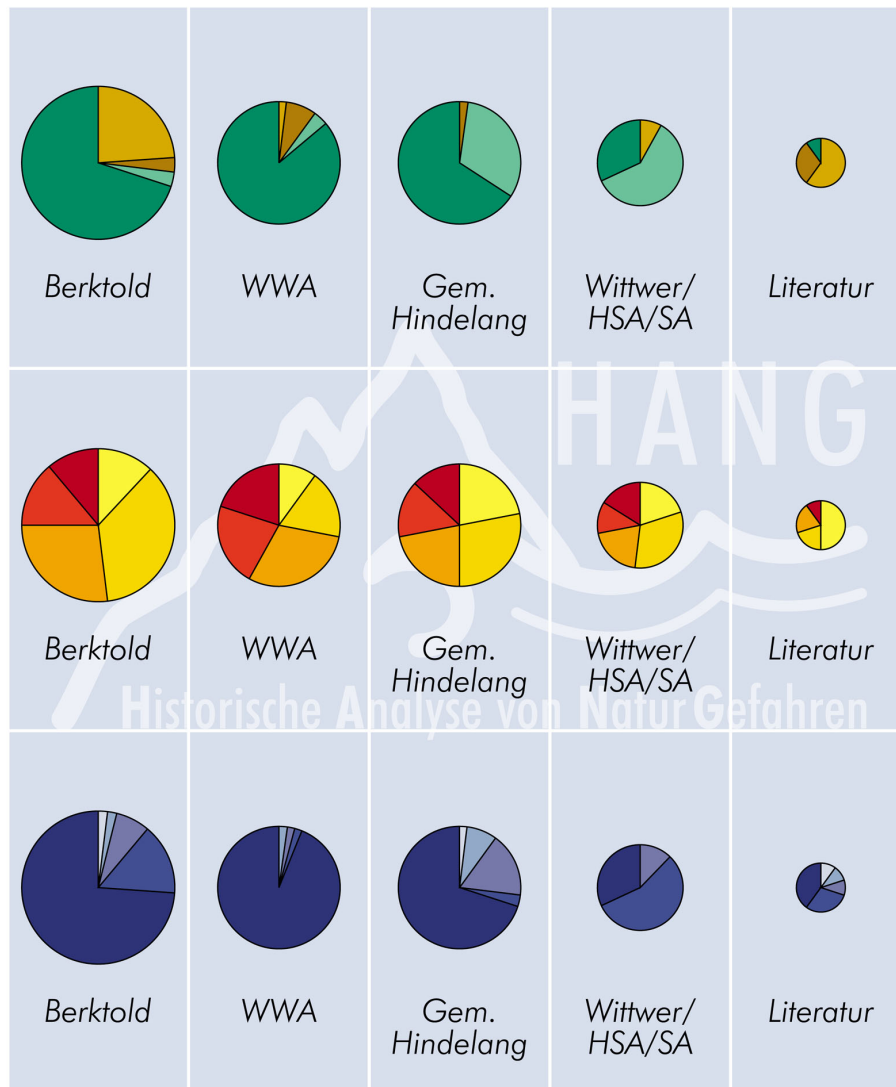 Berktold
WWA
Gem.
Hindelang
Wittwer/
HSA/SA
Literatur
HANG
Berktold
WWA
Gem.
Hindelang
Wittwer/
HSA/SA
Literatur
Historische Analyse von NaturGefahren
Berktold
WWA
Gem.
Hindelang
Wittwer/
HSA/SA
Literatur